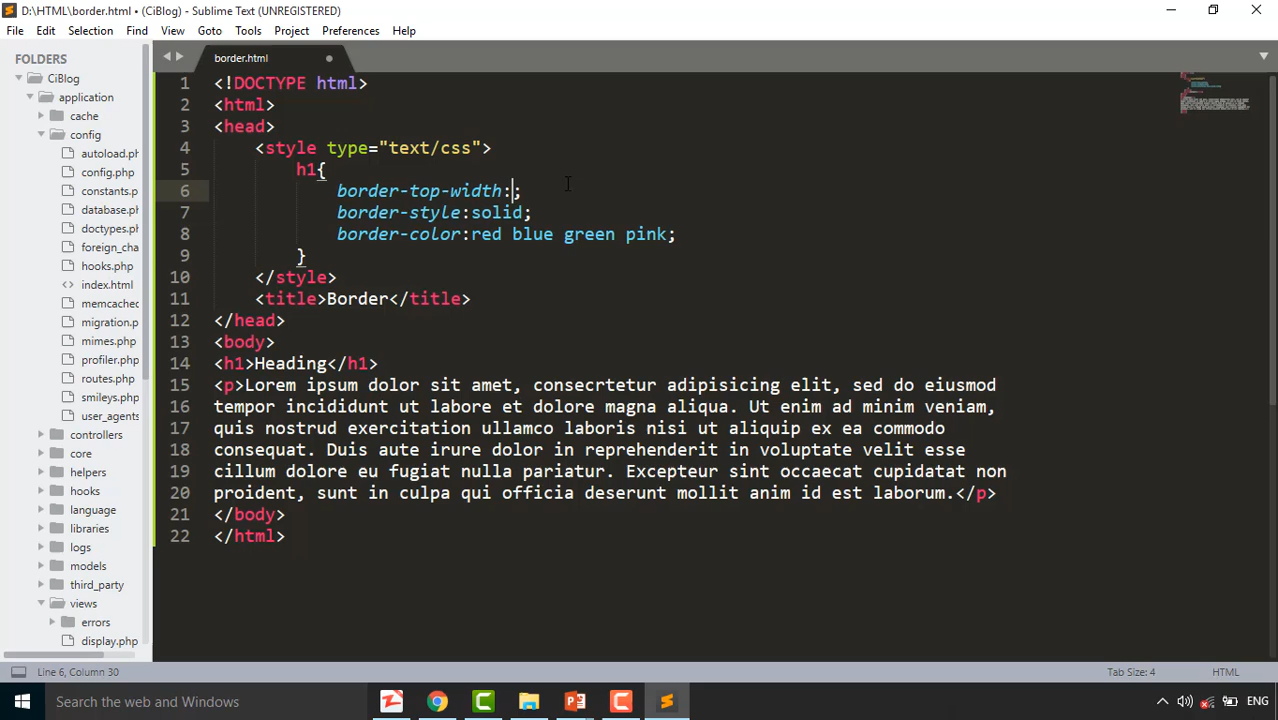 D:\HTML\border.html • (CiBlog) - Sublime Text (UNREGISTERED)
File Edit Selection Find View Goto Tools Project Preferences Help
FOLDERS
CiBlog
application
cache
config
autoload.ph
config.php
constants.p
database.ph
doctypes.ph
foreign_cha
hooks.php
index.html
memcached
migration.p
mimes.php
profiler.php
routes.php
smileys.php
user_agents
controllers
core
helpers
hooks
language
libraries
logs
models
third_party
views
errors
display.php
border.html
1 <!DOCTYPE html>
2 <html>
3 <head>
4 <style type="text/css">
5 h1{
6 border-top-width:;
7 border-style:solid;
8 border-color:red blue green pink;
9 }
10 </style>
11 <title>Border</title>
12 </head>
13 <body>
14 <h1>Heading</h1>
15 <p>Lorem ipsum dolor sit amet, consecrtetur adipisicing elit, sed do eiusmod
16 tempor incididunt ut labore et dolore magna aliqua. Ut enim ad minim veniam,
17 quis nostrud exercitation ullamco laboris nisi ut aliquip ex ea commodo
18 consequat. Duis aute irure dolor in reprehenderit in voluptate velit esse
19 cillum dolore eu fugiat nulla pariatur. Excepteur sint occaecat cupidatat non
20 proident, sunt in culpa qui officia deserunt mollit anim id est laborum.</p>
21 </body>
22 </html>
Line 6, Column 30
Tab Size: 4
HTML
Search the web and Windows
ENG